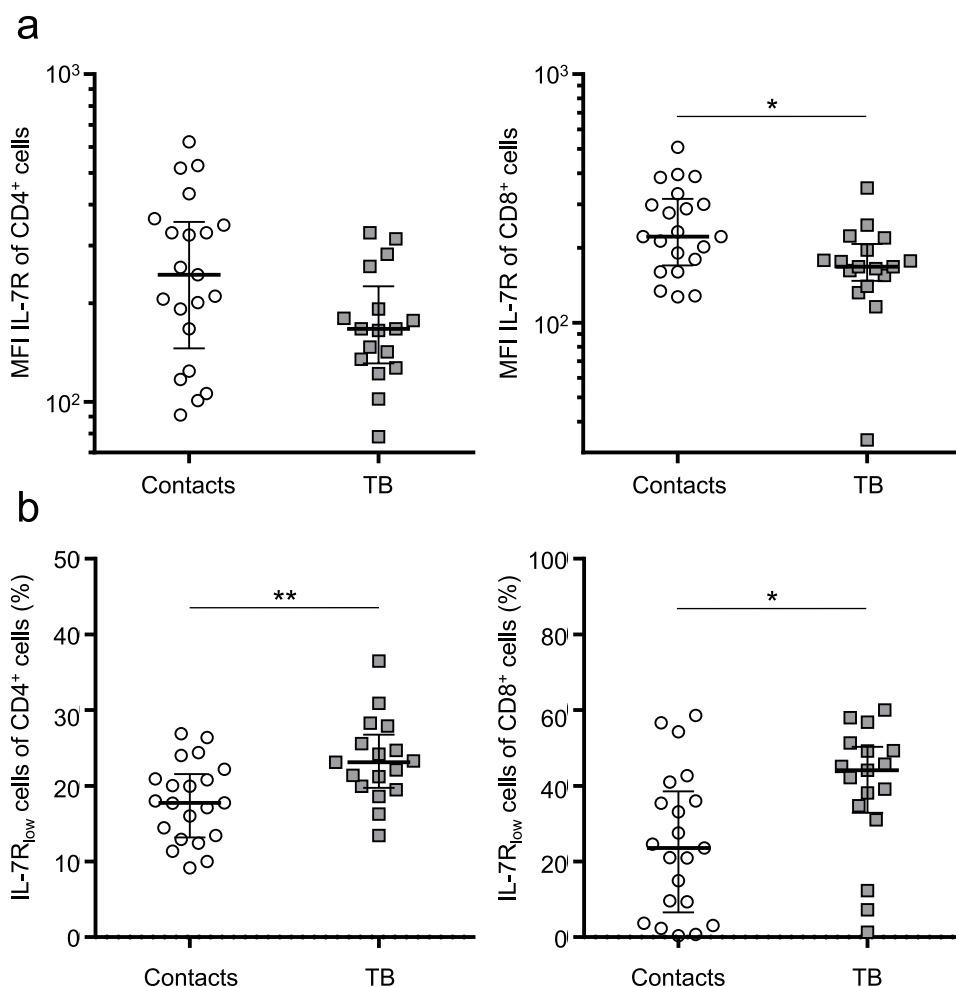 a
10³
10²
MFI IL-7R of CD4⁺ cells
Contacts
TB
10³
10²
MFI IL-7R of CD8⁺ cells
*
Contacts
TB
b
50
40
30
20
10
0
IL-7R_low cells of CD4⁺ cells (%)
**
Contacts
TB
100
80
60
40
20
0
IL-7R_low cells of CD8⁺ cells (%)
*
Contacts
TB